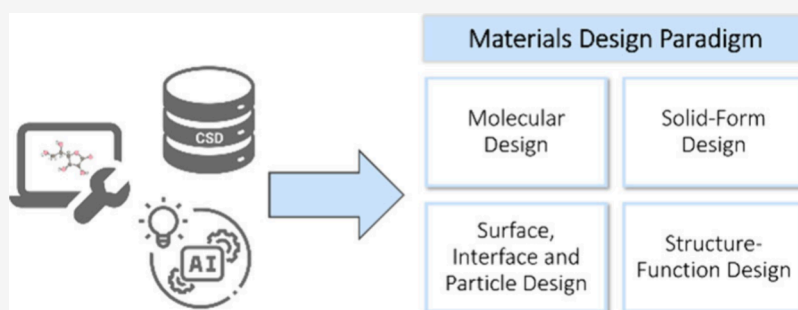 CSD
AI
Materials Design Paradigm
Molecular
Design
Solid-Form
Design
Surface,
Interface and
Particle Design
Structure-
Function Design